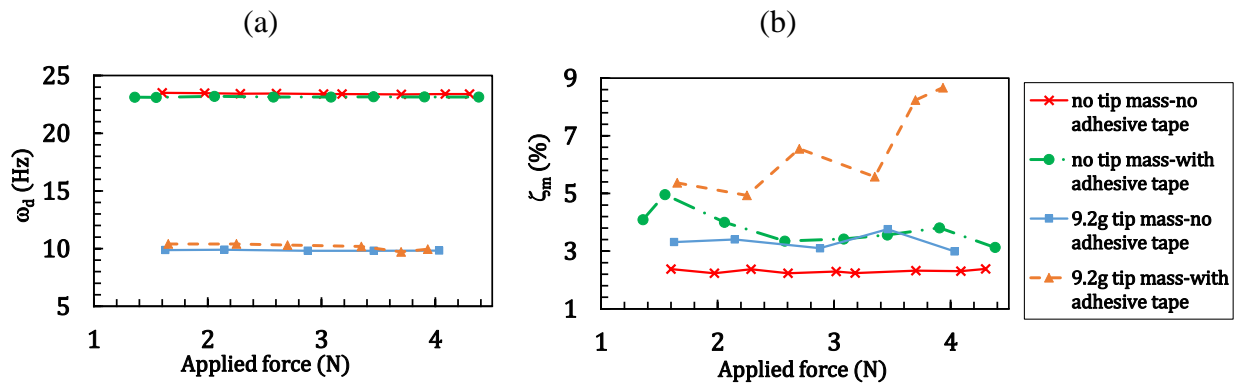 (a)
(b)
25
20
15
10
5
ω_d (Hz)
1 2 3 4
Applied force (N)
9
7
5
3
1
ζ_m (%)
1 2 3 4
Applied force (N)
no tip mass-no
adhesive tape
no tip mass-with
adhesive tape
9.2g tip mass-no
adhesive tape
9.2g tip mass-with
adhesive tape